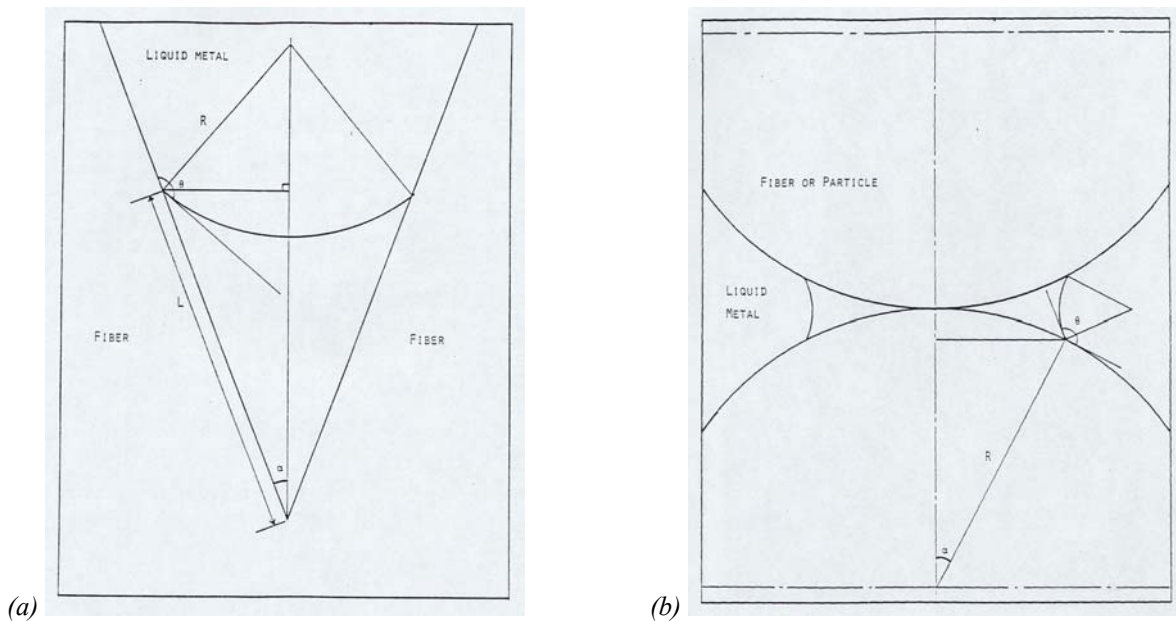 LIQUID METAL
R
θ
L
FIBER
FIBER
α
(a)
FIBER OR PARTICLE
LIQUID
METAL
θ
R
α
(b)